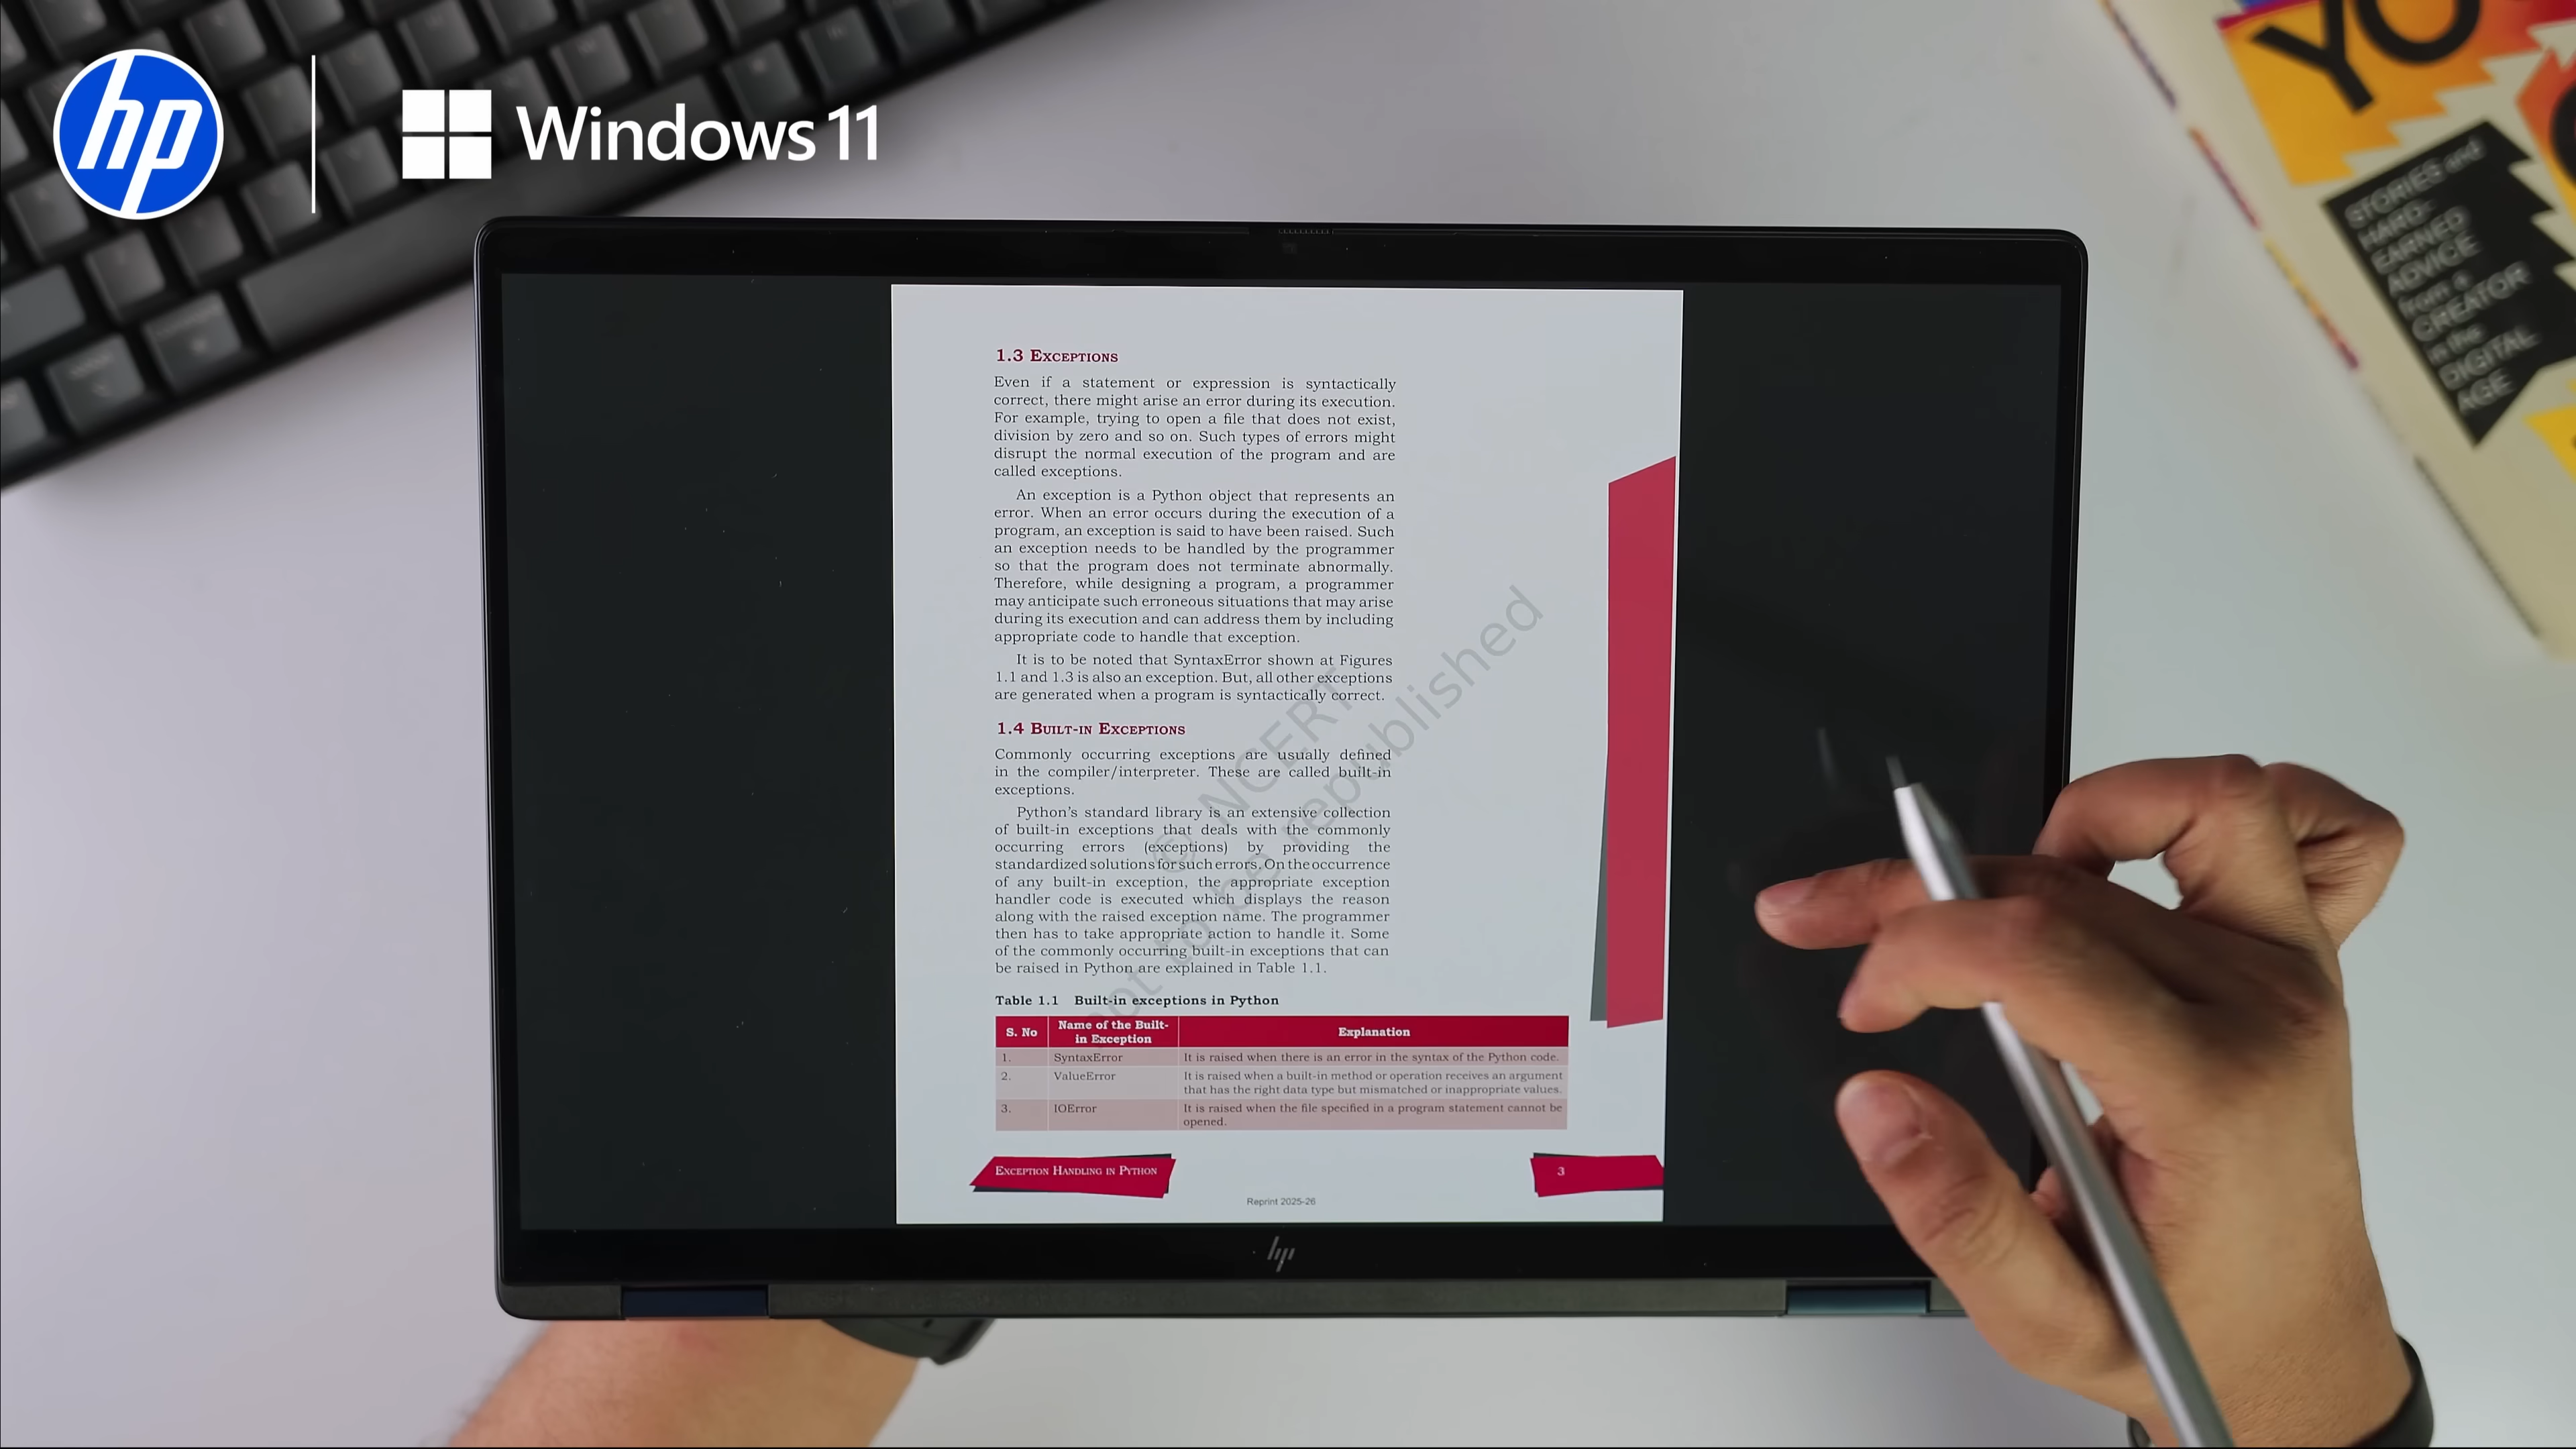 hp
Windows 11
YO
STORIES and
HARD-
EARNED
ADVICE
from a
CREATOR
in the
DIGITAL
AGE
1.3 EXCEPTIONS
Even if a statement or expression is syntactically
correct, there might arise an error during its execution.
For example, trying to open a file that does not exist,
division by zero and so on. Such types of errors might
disrupt the normal execution of the program and are
called exceptions.
An exception is a Python object that represents an
error. When an error occurs during the execution of a
program, an exception is said to have been raised. Such
an exception needs to be handled by the programmer
so that the program does not terminate abnormally.
Therefore, while designing a program, a programmer
may anticipate such erroneous situations that may arise
during its execution and can address them by including
appropriate code to handle that exception.
It is to be noted that SyntaxError shown at Figures
1.1 and 1.3 is also an exception. But, all other exceptions
are generated when a program is syntactically correct.
1.4 BUILT-IN EXCEPTIONS
Commonly occurring exceptions are usually defined
in the compiler/interpreter. These are called built-in
exceptions.
Python's standard library is an extensive collection
of built-in exceptions that deals with the commonly
occurring errors (exceptions) by providing the
standardized solutions for such errors. On the occurrence
of any built-in exception, the appropriate exception
handler code is executed which displays the reason
along with the raised exception name. The programmer
then has to take appropriate action to handle it. Some
of the commonly occurring built-in exceptions that can
be raised in Python are explained in Table 1.1.
© NCERT
not to be republished
Table 1.1 Built-in exceptions in Python
S. No Name of the Built- Explanation
in Exception
1. SyntaxError It is raised when there is an error in the syntax of the Python code.
2. ValueError It is raised when a built-in method or operation receives an argument
that has the right data type but mismatched or inappropriate values.
3. IOError It is raised when the file specified in a program statement cannot be
opened.
EXCEPTION HANDLING IN PYTHON 3
Reprint 2025-26
hp